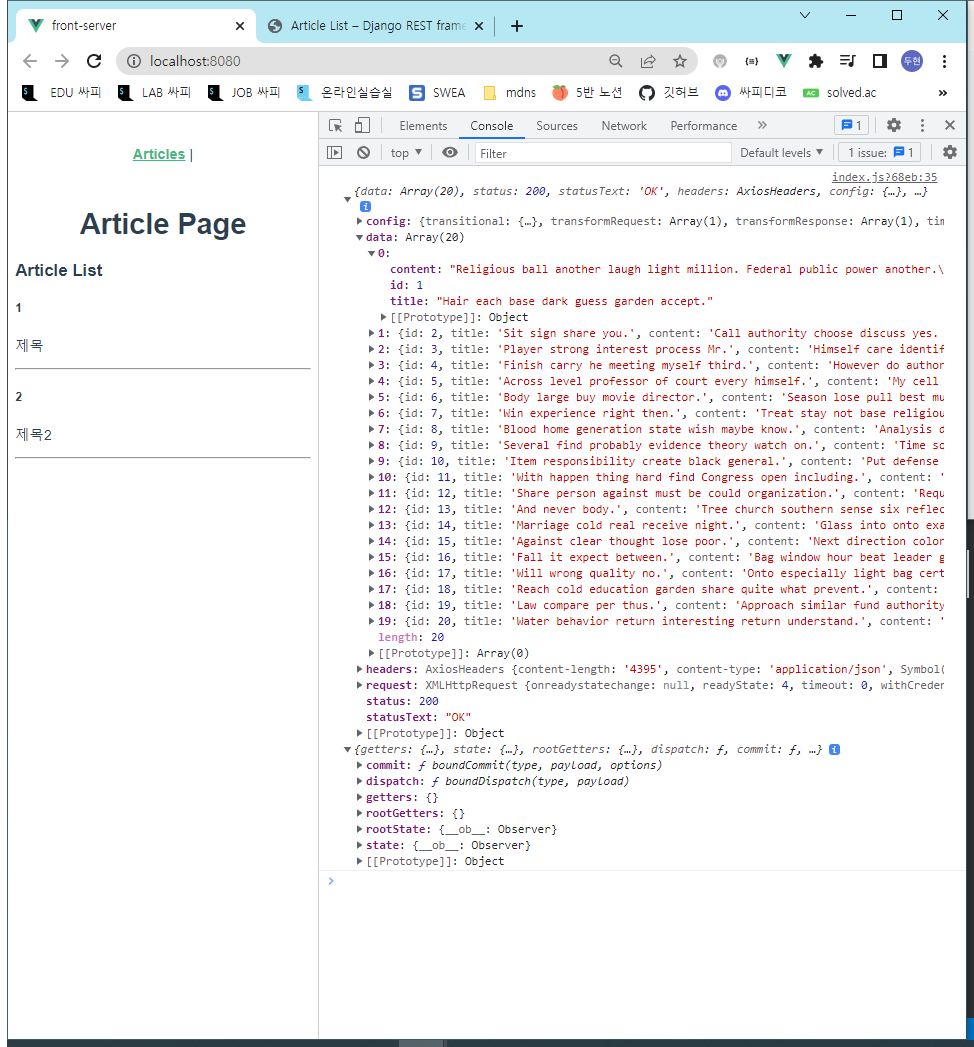 front-server
Article List – Django REST frame
localhost:8080
두현
EDU 싸피
LAB 싸피
JOB 싸피
온라인실습실
SWEA
mdns
5반 노션
깃허브
싸피디코
solved.ac
»
Elements
Console
Sources
Network
Performance
»
1
top ▼
Filter
Default levels ▼
1 issue: 1
Articles |
Article Page
Article List
1
제목
2
제목2
index.js?68eb:35
{data: Array(20), status: 200, statusText: 'OK', headers: AxiosHeaders, config: {…}, …}
config: {transitional: {…}, transformRequest: Array(1), transformResponse: Array(1), tim
data: Array(20)
0:
content: "Religious ball another laugh light million. Federal public power another.\
id: 1
title: "Hair each base dark guess garden accept."
[[Prototype]]: Object
1: {id: 2, title: 'Sit sign share you.', content: 'Call authority choose discuss yes.
2: {id: 3, title: 'Player strong interest process Mr.', content: 'Himself care identif
3: {id: 4, title: 'Finish carry he meeting myself third.', content: 'However do author
4: {id: 5, title: 'Across level professor of court every himself.', content: 'My cell
5: {id: 6, title: 'Body large buy movie director.', content: 'Season lose pull best mu
6: {id: 7, title: 'Win experience right then.', content: 'Treat stay not base religiou
7: {id: 8, title: 'Blood home generation state wish maybe know.', content: 'Analysis d
8: {id: 9, title: 'Several find probably evidence theory watch on.', content: 'Time so
9: {id: 10, title: 'Item responsibility create black general.', content: 'Put defense
10: {id: 11, title: 'With happen thing hard find Congress open including.', content: '
11: {id: 12, title: 'Share person against must be could organization.', content: 'Requ
12: {id: 13, title: 'And never body.', content: 'Tree church southern sense six reflec
13: {id: 14, title: 'Marriage cold real receive night.', content: 'Glass into onto exa
14: {id: 15, title: 'Against clear thought lose poor.', content: 'Next direction color
15: {id: 16, title: 'Fall it expect between.', content: 'Bag window hour beat leader g
16: {id: 17, title: 'Will wrong quality no.', content: 'Onto especially light bag cert
17: {id: 18, title: 'Reach cold education garden share quite what prevent.', content:
18: {id: 19, title: 'Law compare per thus.', content: 'Approach similar fund authority
19: {id: 20, title: 'Water behavior return interesting return understand.', content: '
length: 20
[[Prototype]]: Array(0)
headers: AxiosHeaders {content-length: '4395', content-type: 'application/json', Symbol(
request: XMLHttpRequest {onreadystatechange: null, readyState: 4, timeout: 0, withCreden
status: 200
statusText: "OK"
[[Prototype]]: Object
{getters: {…}, state: {…}, rootGetters: {…}, dispatch: ƒ, commit: ƒ, …}
commit: ƒ boundCommit(type, payload, options)
dispatch: ƒ boundDispatch(type, payload)
getters: {}
rootGetters: {}
rootState: {__ob__: Observer}
state: {__ob__: Observer}
[[Prototype]]: Object